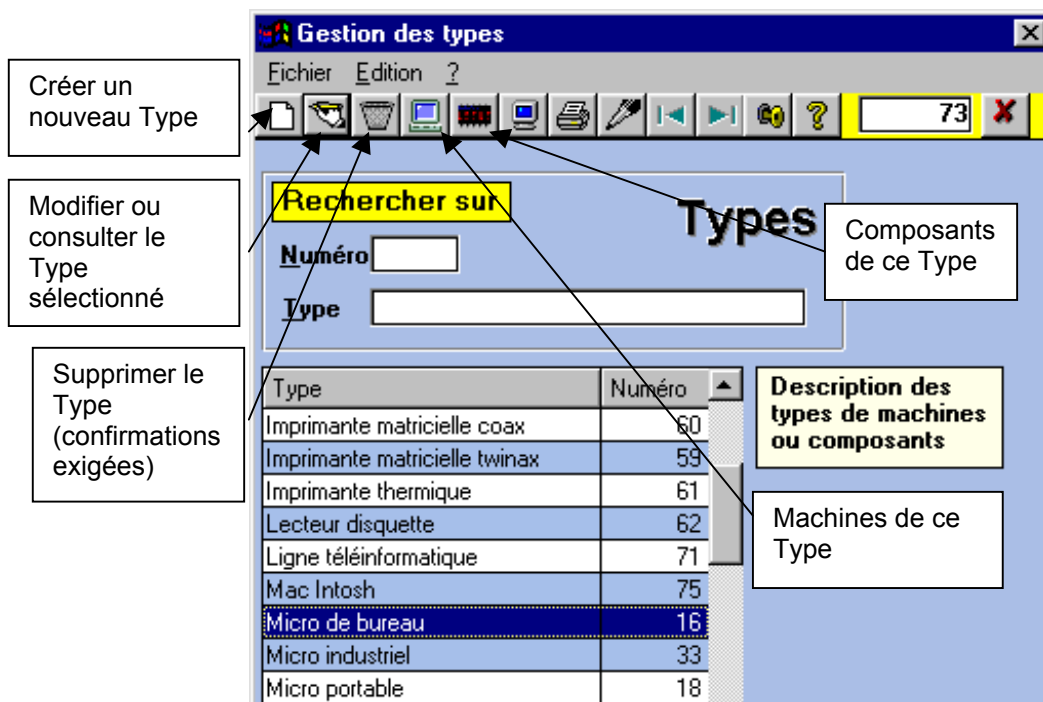 Gestion des types
Fichier Edition ?
73
Créer un
nouveau Type
Modifier ou
consulter le
Type
sélectionné
Supprimer le
Type
(confirmations
exigées)
Rechercher sur
Types
Numéro
Type
Composants
de ce Type
Type Numéro
Imprimante matricielle coax 60
Imprimante matricielle twinax 59
Imprimante thermique 61
Lecteur disquette 62
Ligne téléinformatique 71
Mac Intosh 75
Micro de bureau 16
Micro industriel 33
Micro portable 18
Description des
types de machines
ou composants
Machines de ce
Type